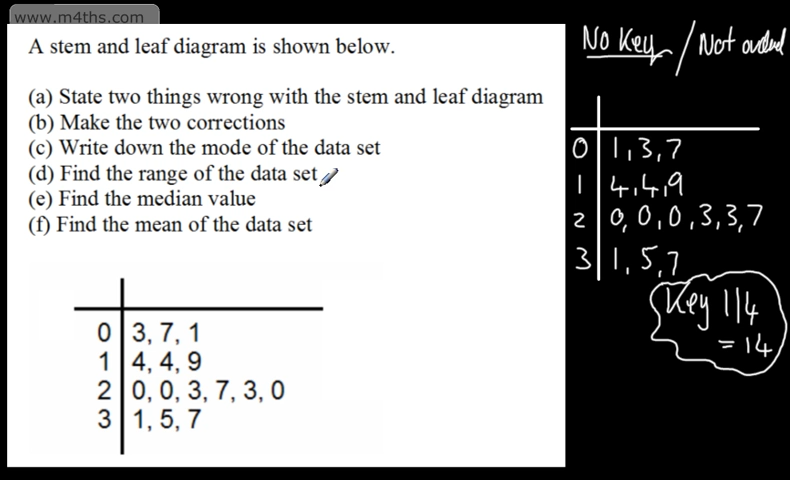 www.m4ths.com
A stem and leaf diagram is shown below.
(a) State two things wrong with the stem and leaf diagram
(b) Make the two corrections
(c) Write down the mode of the data set
(d) Find the range of the data set
(e) Find the median value
(f) Find the mean of the data set
0 | 3, 7, 1
1 | 4, 4, 9
2 | 0, 0, 3, 7, 3, 0
3 | 1, 5, 7
No Key / Not ordered
0 | 1, 3, 7
1 | 4, 4, 9
2 | 0, 0, 0, 3, 3, 7
3 | 1, 5, 7
Key 1|4
= 14